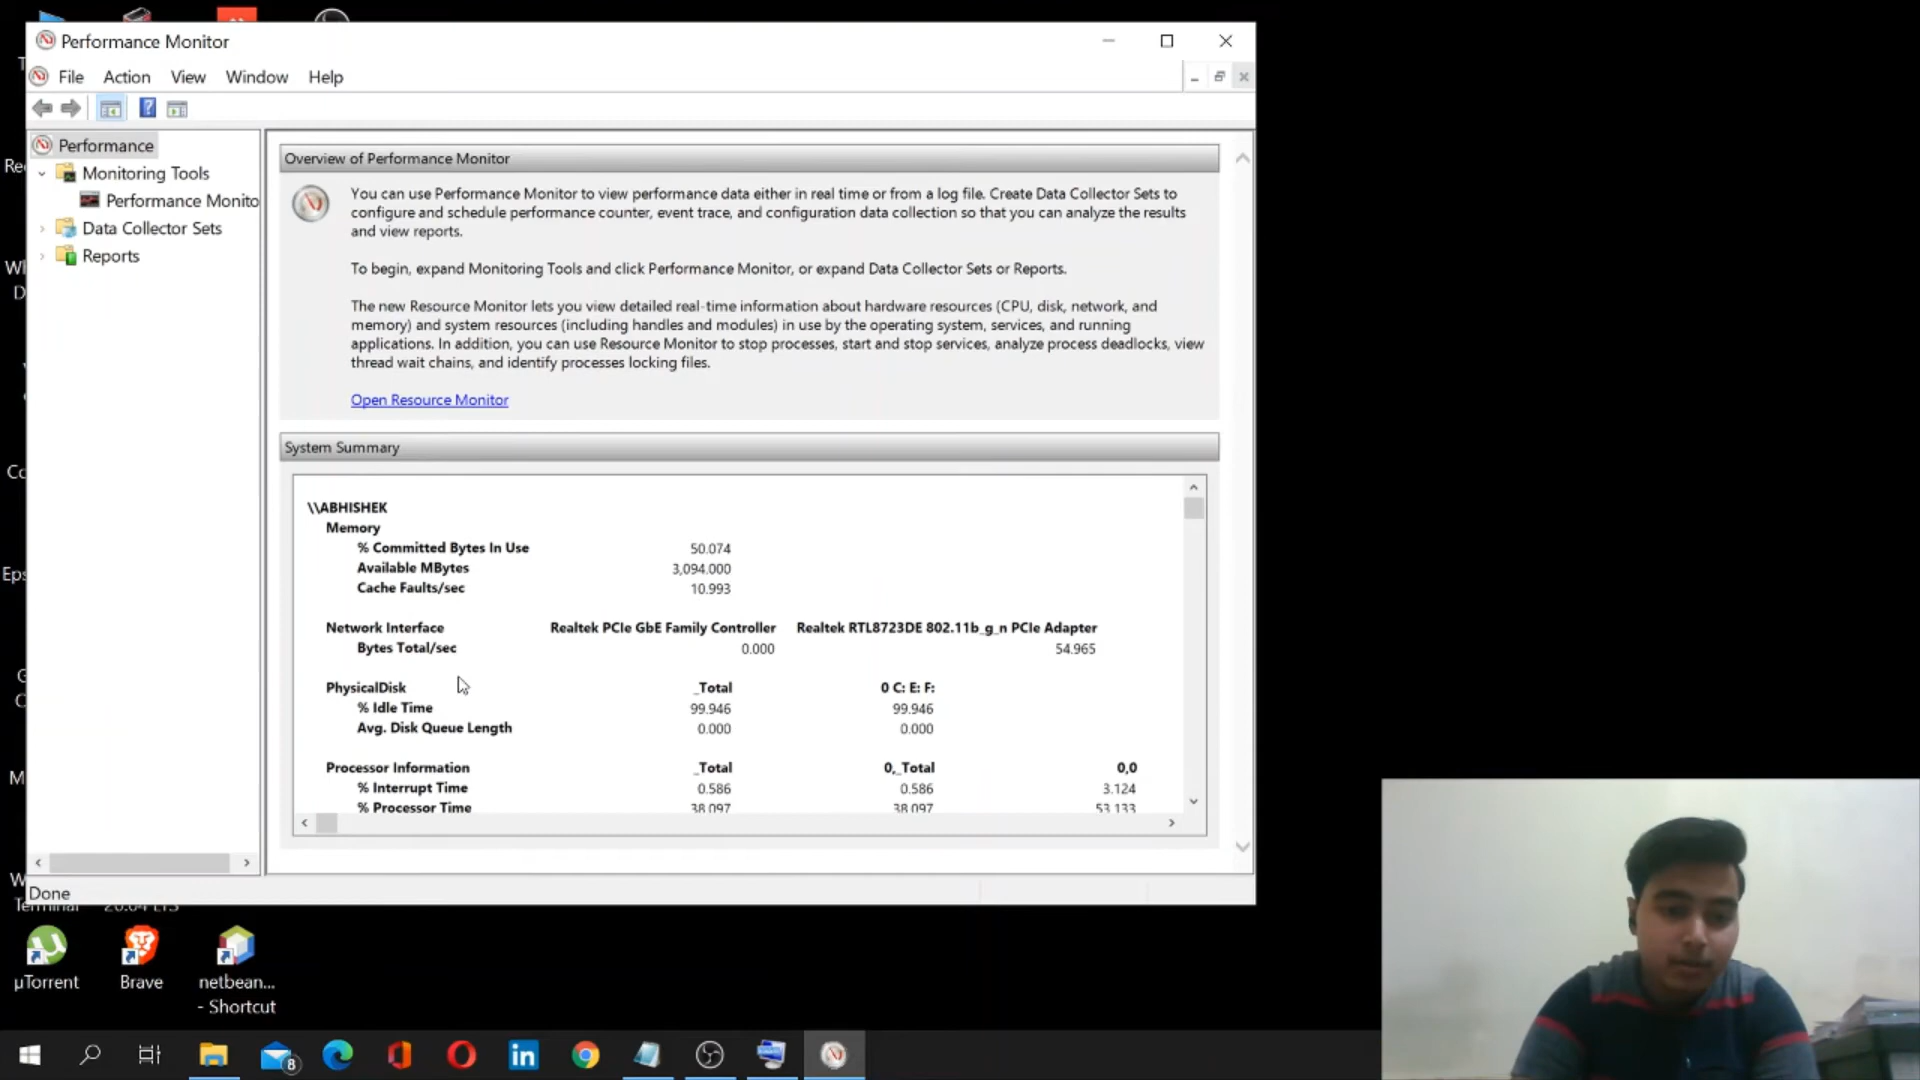 Performance Monitor
File Action View Window Help
Performance
Monitoring Tools
Performance Monito
Data Collector Sets
Reports
Overview of Performance Monitor
You can use Performance Monitor to view performance data either in real time or from a log file. Create Data Collector Sets to
configure and schedule performance counter, event trace, and configuration data collection so that you can analyze the results
and view reports.
To begin, expand Monitoring Tools and click Performance Monitor, or expand Data Collector Sets or Reports.
The new Resource Monitor lets you view detailed real-time information about hardware resources (CPU, disk, network, and
memory) and system resources (including handles and modules) in use by the operating system, services, and running
applications. In addition, you can use Resource Monitor to stop processes, start and stop services, analyze process deadlocks, view
thread wait chains, and identify processes locking files.
Open Resource Monitor
System Summary
\\ABHISHEK
Memory
% Committed Bytes In Use 50.074
Available MBytes 3,094.000
Cache Faults/sec 10.993
Network Interface Realtek PCIe GbE Family Controller Realtek RTL8723DE 802.11b_g_n PCIe Adapter
Bytes Total/sec 0.000 54.965
PhysicalDisk _Total 0 C: E: F:
% Idle Time 99.946 99.946
Avg. Disk Queue Length 0.000 0.000
Processor Information _Total 0,_Total 0,0
% Interrupt Time 0.586 0.586 3.124
% Processor Time 38.097 38.097 53.133
Done
µTorrent Brave netbean...
- Shortcut
8